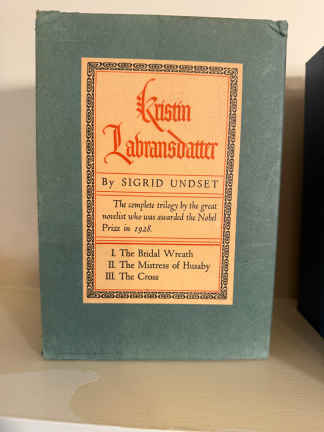 Kristin
Labransdatter
By SIGRID UNDSET
The complete trilogy by the great
novelist who was awarded the Nobel
Prize in 1928.
I. The Bridal Wreath
II. The Mistress of Husaby
III. The Cross